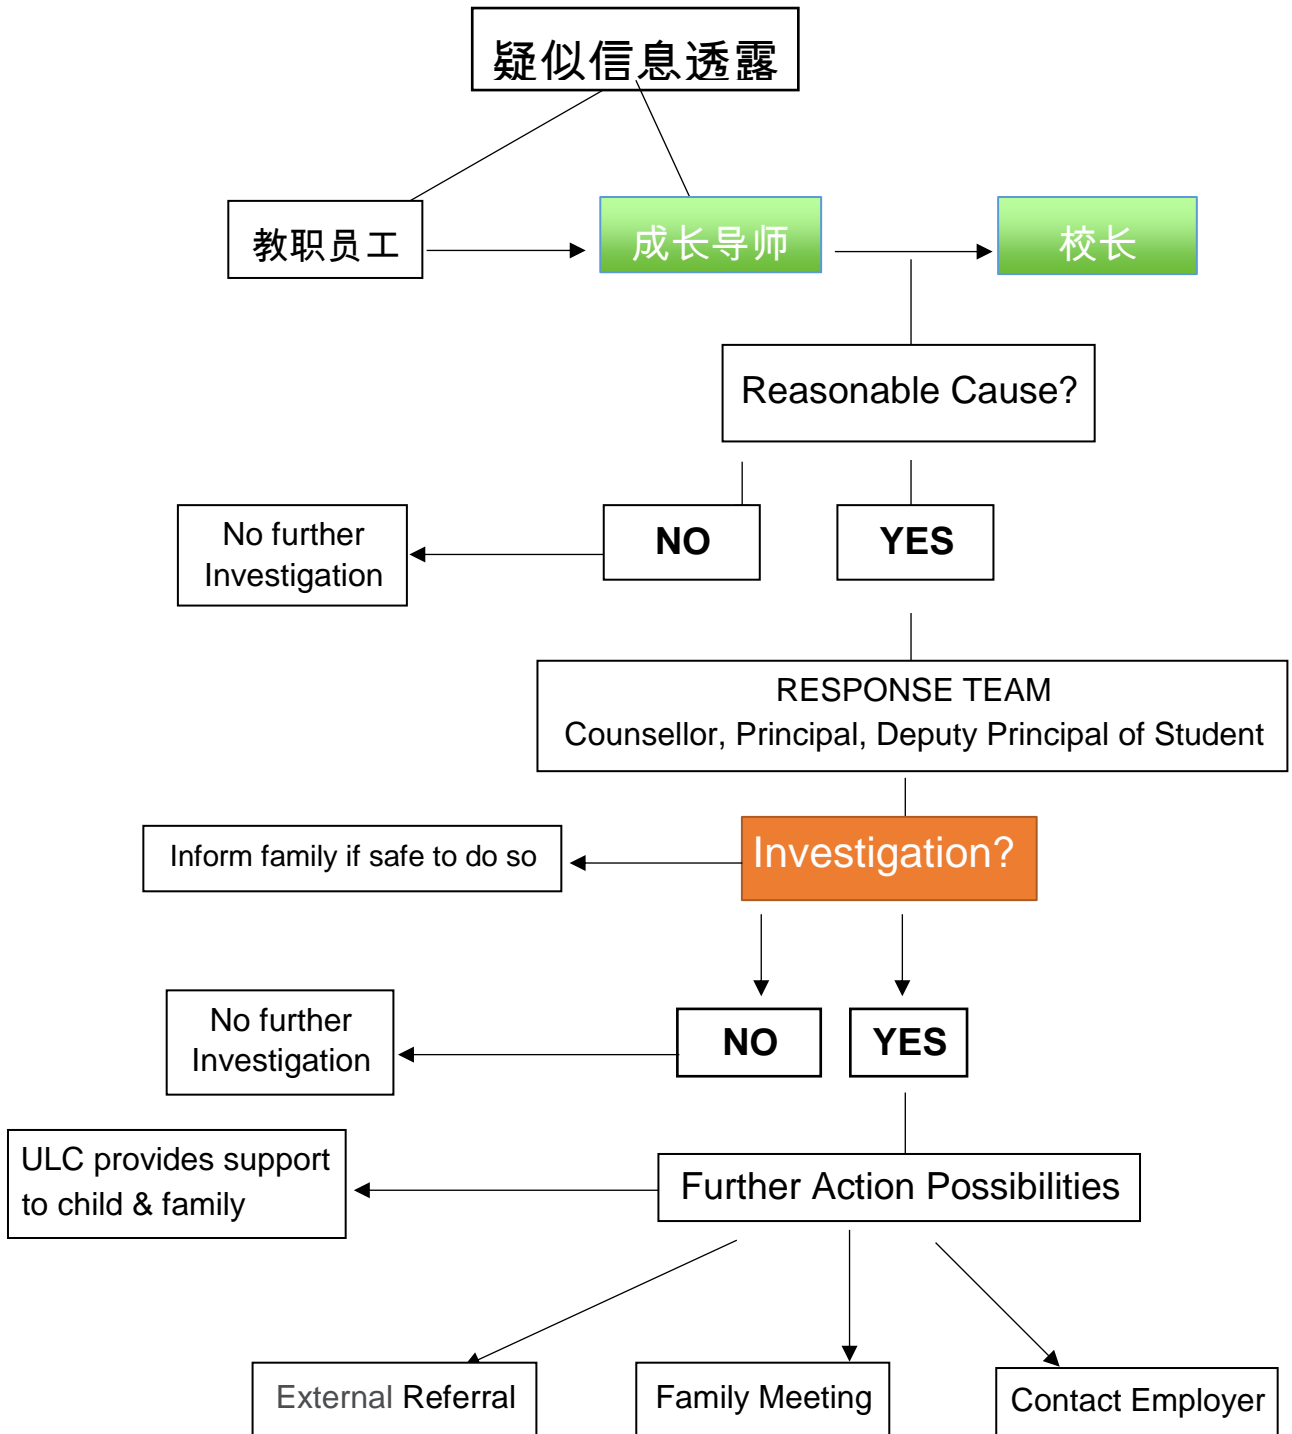 疑似信息透露
教职员工
成长导师
校长
Reasonable Cause?
No further
Investigation
NO
YES
RESPONSE TEAM
Counsellor, Principal, Deputy Principal of Student
Inform family if safe to do so
Investigation?
No further
Investigation
NO
YES
ULC provides support
to child & family
Further Action Possibilities
External Referral
Family Meeting
Contact Employer